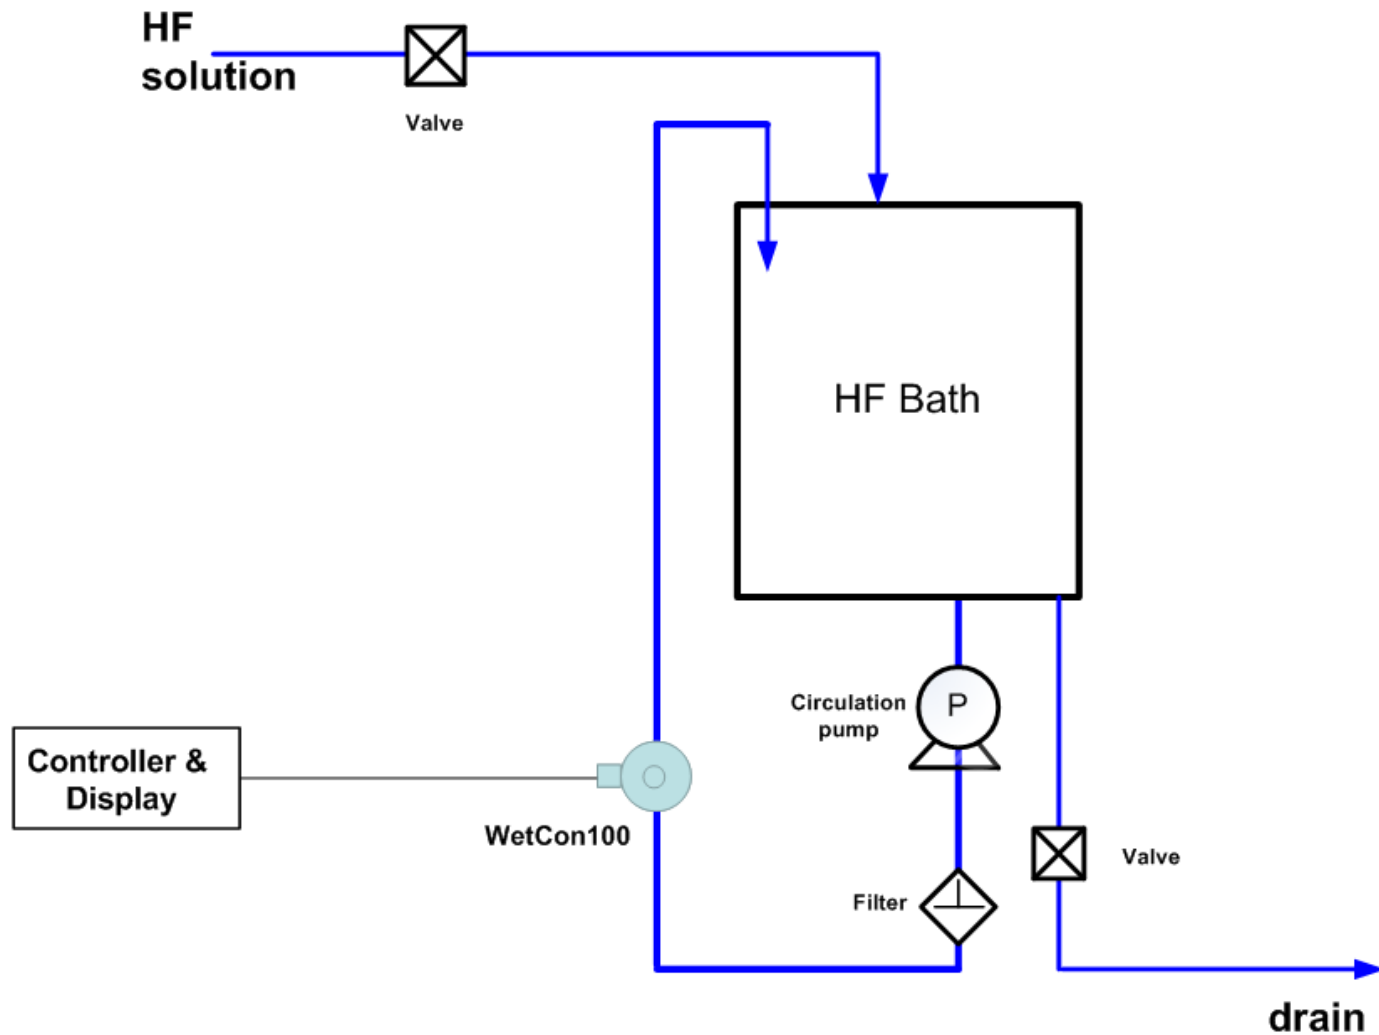 HF
solution
Valve
HF Bath
Circulation
pump
P
Controller &
Display
WetCon100
Valve
Filter
drain